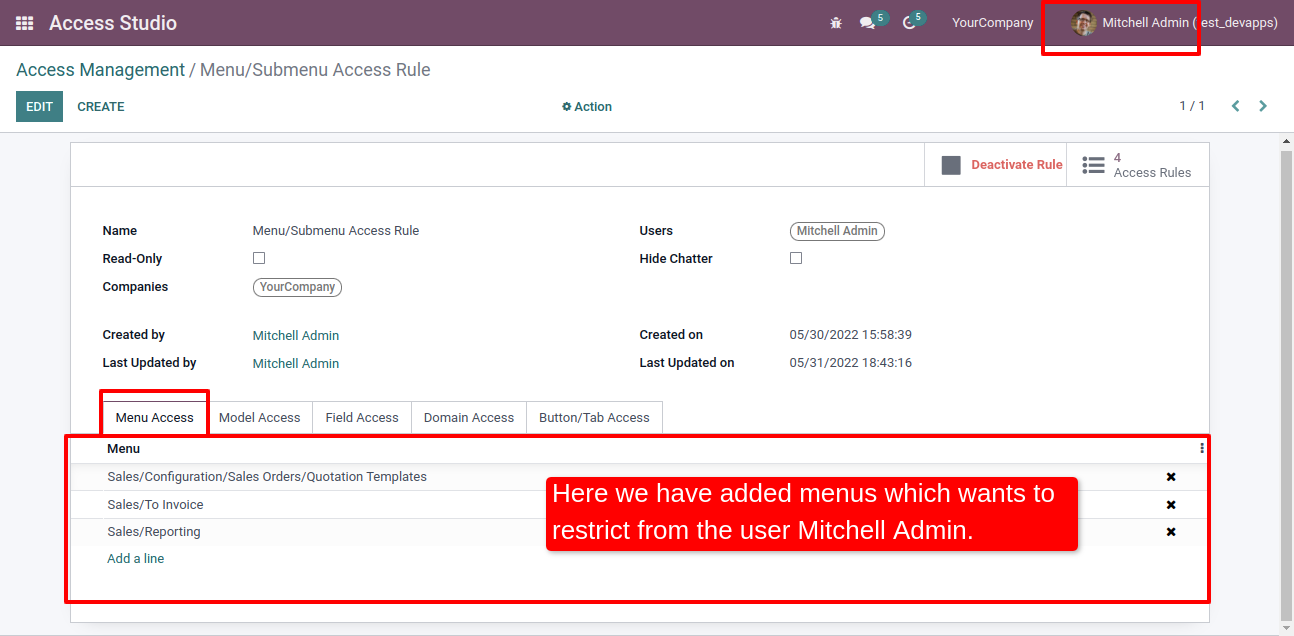 Access Studio 5 5 YourCompany Mitchell Admin (test_devapps)
Access Management / Menu/Submenu Access Rule
EDIT CREATE Action 1 / 1
Deactivate Rule 4
Access Rules
Name Menu/Submenu Access Rule Users Mitchell Admin
Read-Only Hide Chatter
Companies YourCompany
Created by Mitchell Admin Created on 05/30/2022 15:58:39
Last Updated by Mitchell Admin Last Updated on 05/31/2022 18:43:16
Menu Access Model Access Field Access Domain Access Button/Tab Access
Menu
Sales/Configuration/Sales Orders/Quotation Templates
Sales/To Invoice
Sales/Reporting
Add a line
Here we have added menus which wants to
restrict from the user Mitchell Admin.